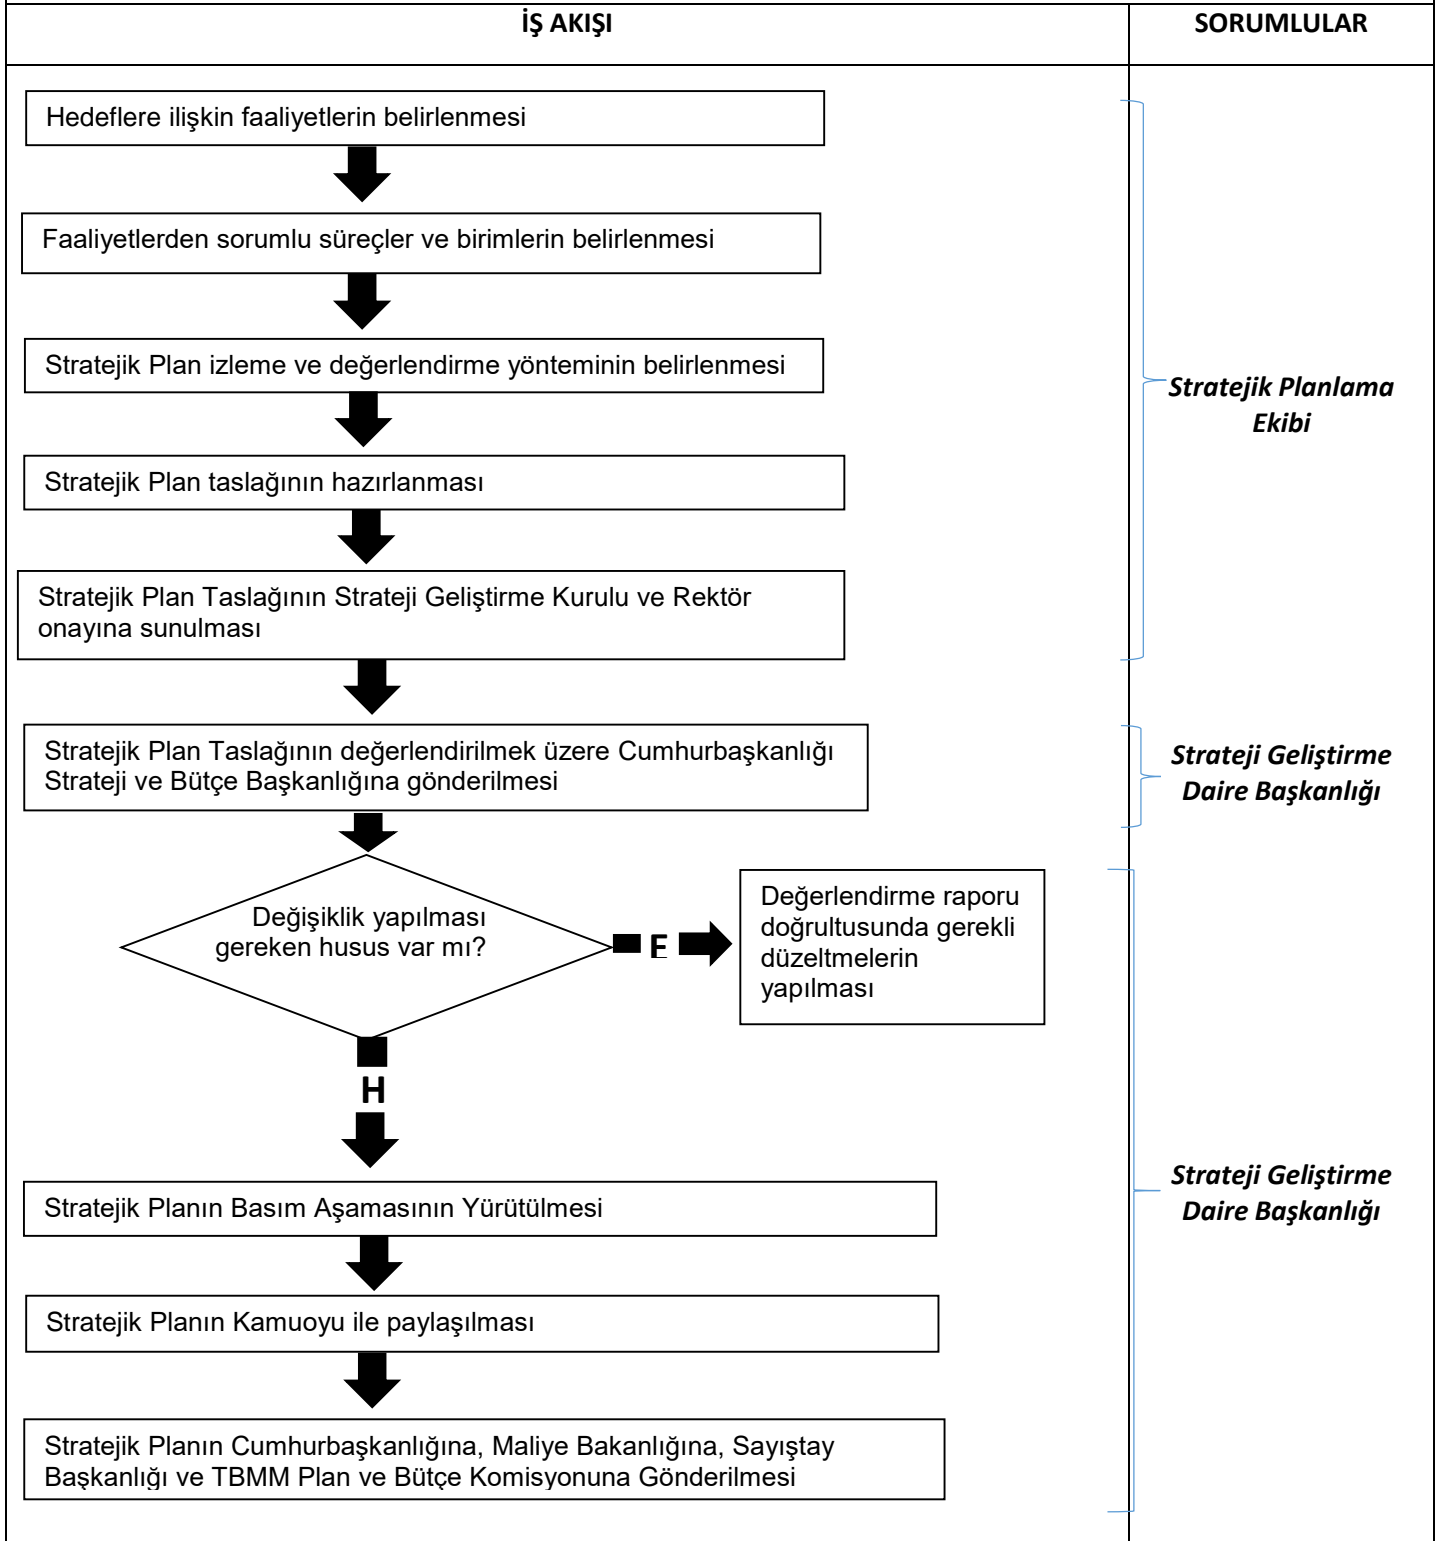 İŞ AKIŞI
SORUMLULAR
Hedeflere ilişkin faaliyetlerin belirlenmesi
Faaliyetlerden sorumlu süreçler ve birimlerin belirlenmesi
Stratejik Plan izleme ve değerlendirme yönteminin belirlenmesi
Stratejik Planlama
Ekibi
Stratejik Plan taslağının hazırlanması
Stratejik Plan Taslağının Strateji Geliştirme Kurulu ve Rektör
onayına sunulması
Stratejik Plan Taslağının değerlendirilmek üzere Cumhurbaşkanlığı
Strateji ve Bütçe Başkanlığına gönderilmesi
Strateji Geliştirme
Daire Başkanlığı
Değişiklik yapılması
gereken husus var mı?
E
Değerlendirme raporu
doğrultusunda gerekli
düzeltmelerin
yapılması
H
Stratejik Planın Basım Aşamasının Yürütülmesi
Strateji Geliştirme
Daire Başkanlığı
Stratejik Planın Kamuoyu ile paylaşılması
Stratejik Planın Cumhurbaşkanlığına, Maliye Bakanlığına, Sayıştay
Başkanlığı ve TBMM Plan ve Bütçe Komisyonuna Gönderilmesi